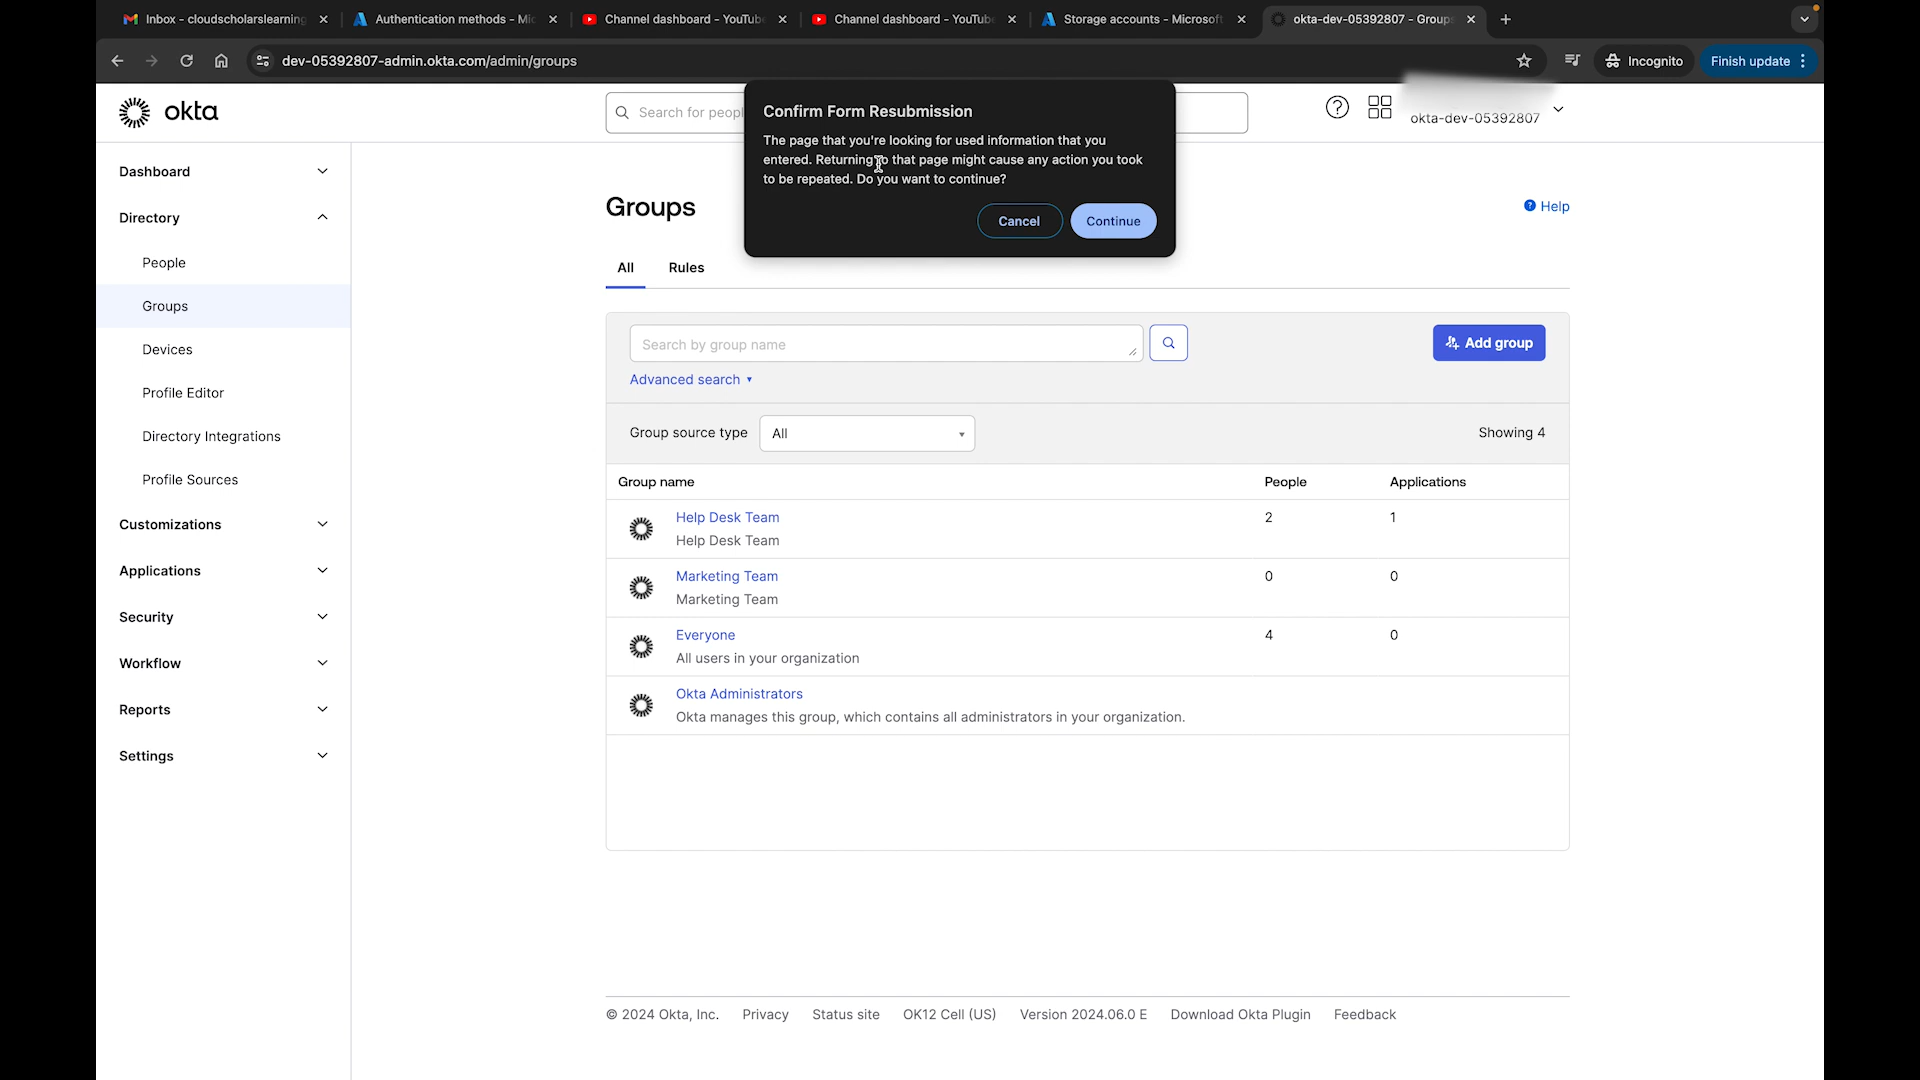 Inbox - cloudscholarslearning
Authentication methods - Mic
Channel dashboard - YouTube
Channel dashboard - YouTube
Storage accounts - Microsoft
okta-dev-05392807 - Groups
dev-05392807-admin.okta.com/admin/groups
Incognito
Finish update
okta
Search for peopl
okta-dev-05392807
Confirm Form Resubmission
The page that you're looking for used information that you
entered. Returning to that page might cause any action you took
to be repeated. Do you want to continue?
Cancel
Continue
Dashboard
Directory
People
Groups
Devices
Profile Editor
Directory Integrations
Profile Sources
Customizations
Applications
Security
Workflow
Reports
Settings
Groups
Help
All
Rules
Search by group name
Add group
Advanced search
Group source type
All
Showing 4
Group name
People
Applications
Help Desk Team
2
1
Help Desk Team
Marketing Team
0
0
Marketing Team
Everyone
4
0
All users in your organization
Okta Administrators
Okta manages this group, which contains all administrators in your organization.
© 2024 Okta, Inc.
Privacy
Status site
OK12 Cell (US)
Version 2024.06.0 E
Download Okta Plugin
Feedback